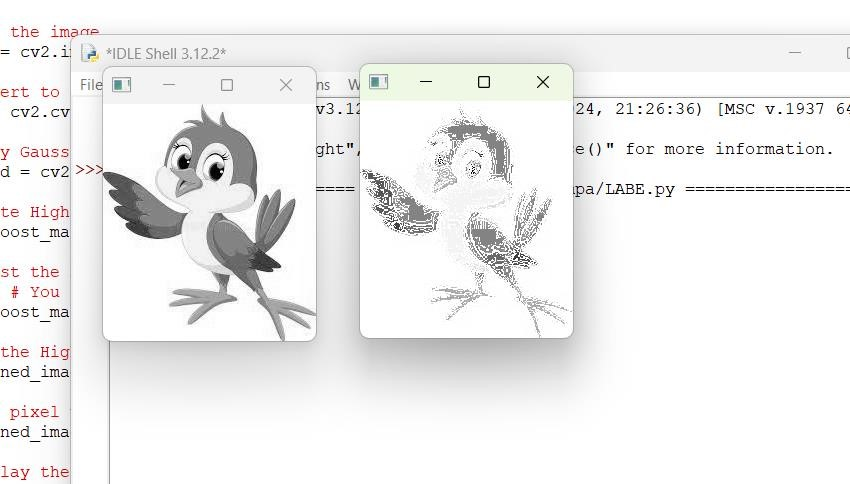 the image
= cv2.i
*IDLE Shell 3.12.2*
File
ns W
ert to
cv2.cv
v3.12
24, 21:26:36) [MSC v.1937 64
y Gauss
ght",
e()" for more information.
d = cv2
>>>
====
upa/LABE.py =================
te High
oost_ma
st the
# You
oost_ma
the Hig
ned_ima
pixel
ned_ima
lay the